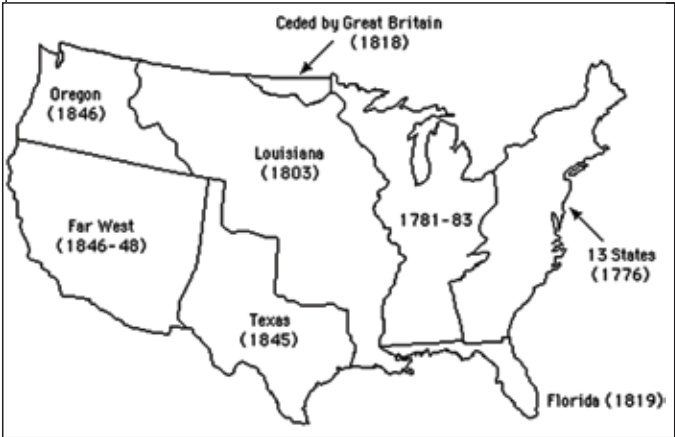 Ceded by Great Britain
(1818)
Oregon
(1846)
Louisiana
(1803)
Far West
(1846-48)
1781-83
13 States
(1776)
Texas
(1845)
Florida (1819)